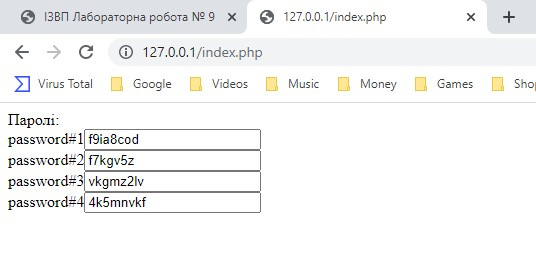 ІЗВП Лабораторна робота № 9
127.0.0.1/index.php
127.0.0.1/index.php
Virus Total Google Videos Music Money Games Shop
Паролі:
password#1 f9ia8cod
password#2 f7kgv5z
password#3 vkgmz2lv
password#4 4k5mnvkf